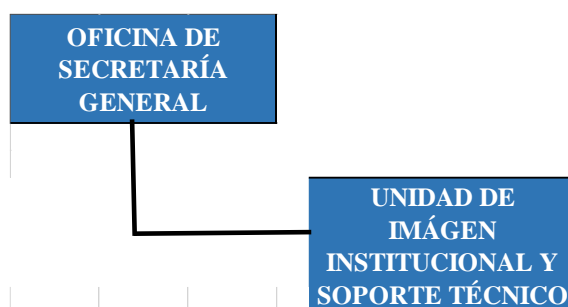 OFICINA DE
SECRETARÍA
GENERAL
UNIDAD DE
IMÁGEN
INSTITUCIONAL Y
SOPORTE TÉCNICO